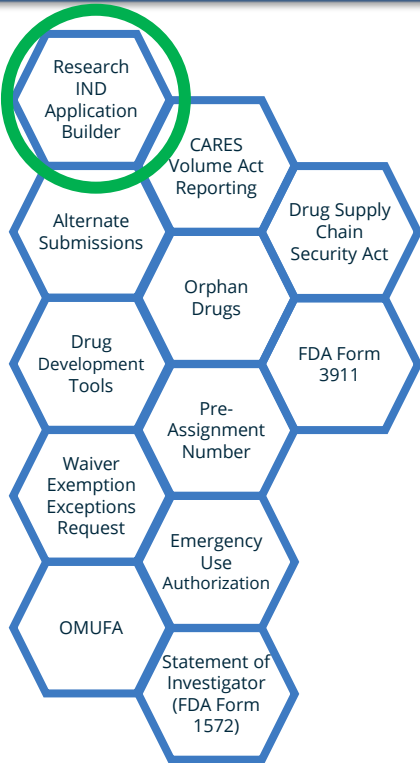 Research
IND
Application
Builder
CARES
Volume Act
Reporting
Drug Supply
Chain
Security Act
Alternate
Submissions
Orphan
Drugs
FDA Form
3911
Drug
Development
Tools
Pre-
Assignment
Number
Waiver
Exemption
Exceptions
Request
Emergency
Use
Authorization
OMUFA
Statement of
Investigator
(FDA Form
1572)